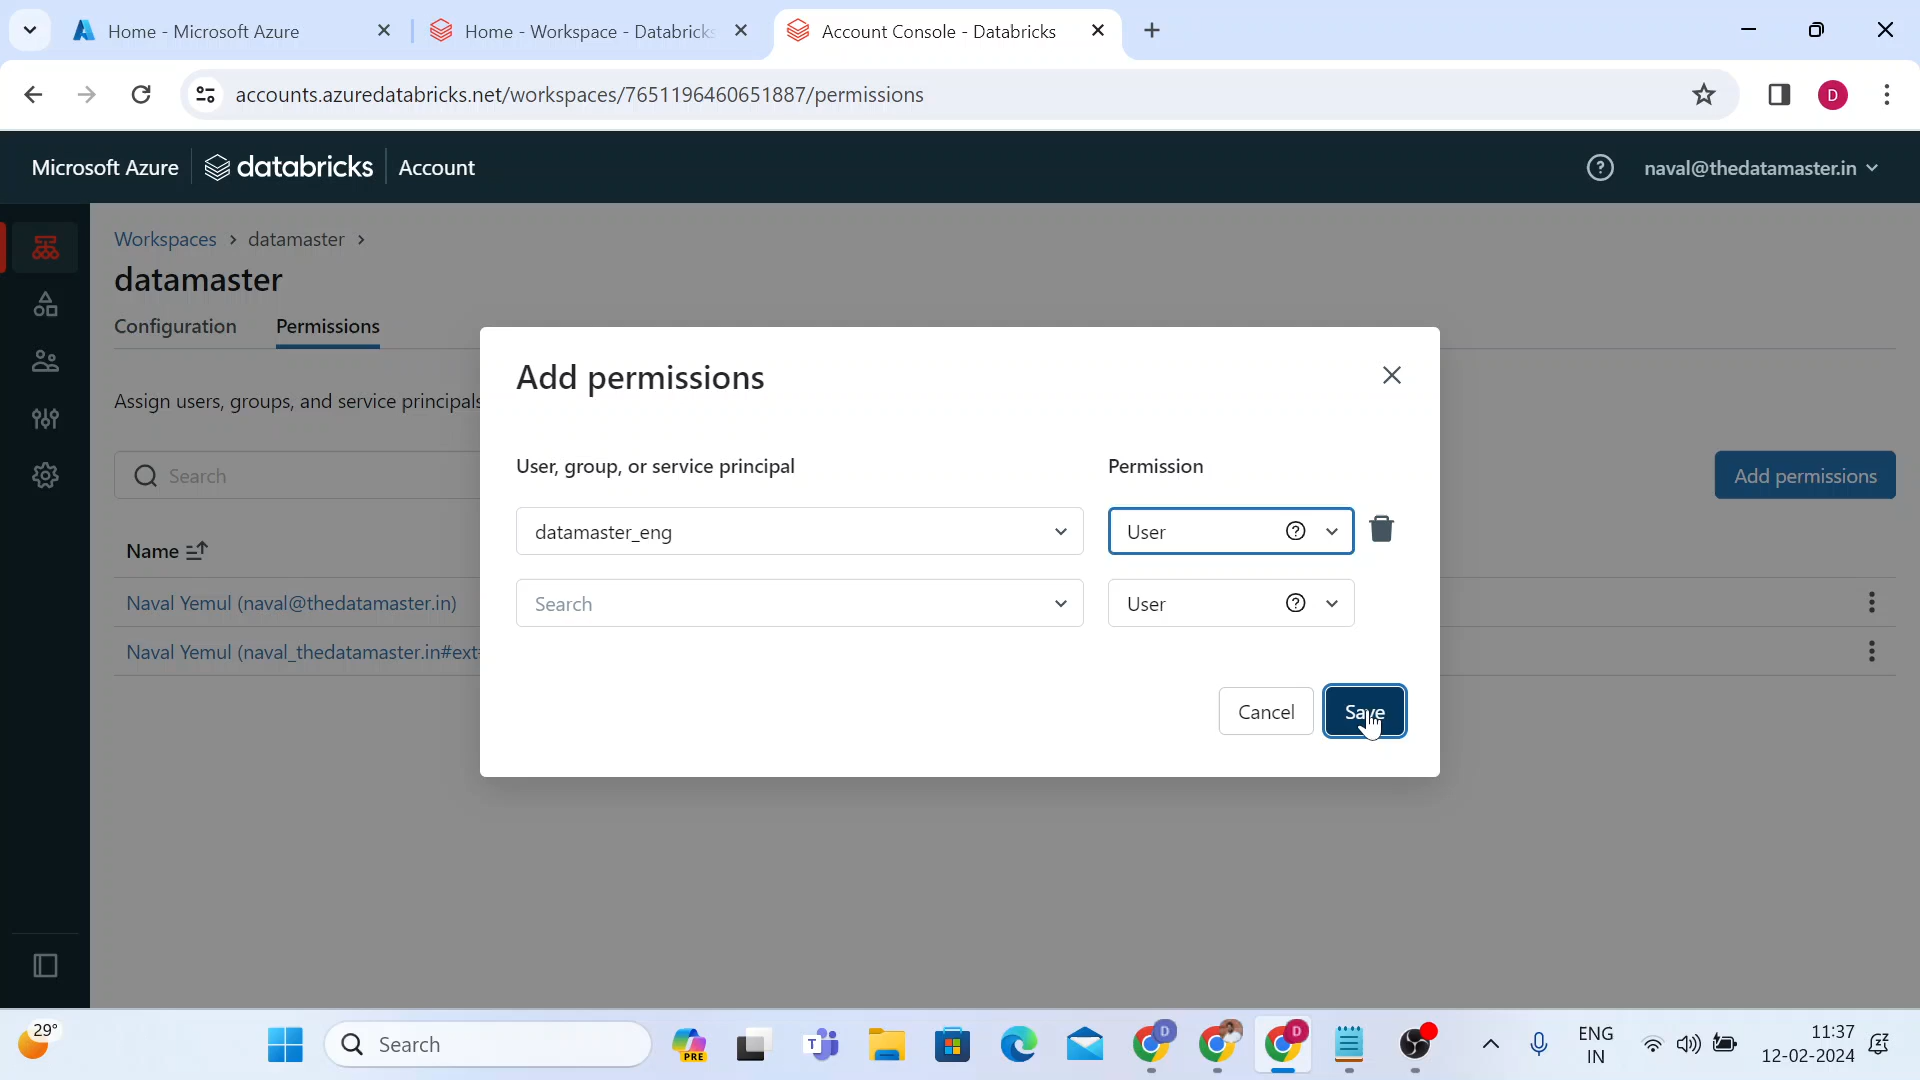 Home - Microsoft Azure
Home - Workspace - Databricks
Account Console - Databricks
accounts.azuredatabricks.net/workspaces/7651196460651887/permissions
D
Microsoft Azure
databricks
Account
naval@thedatamaster.in
Workspaces > datamaster >
datamaster
Configuration
Permissions
Assign users, groups, and service principals
Search
Add permissions
Name
Naval Yemul (naval@thedatamaster.in)
Naval Yemul (naval_thedatamaster.in#ext
Add permissions
User, group, or service principal
Permission
datamaster_eng
User
Search
User
Cancel
Save
29°
Search
PRE
D
D
ENG
IN
11:37
12-02-2024